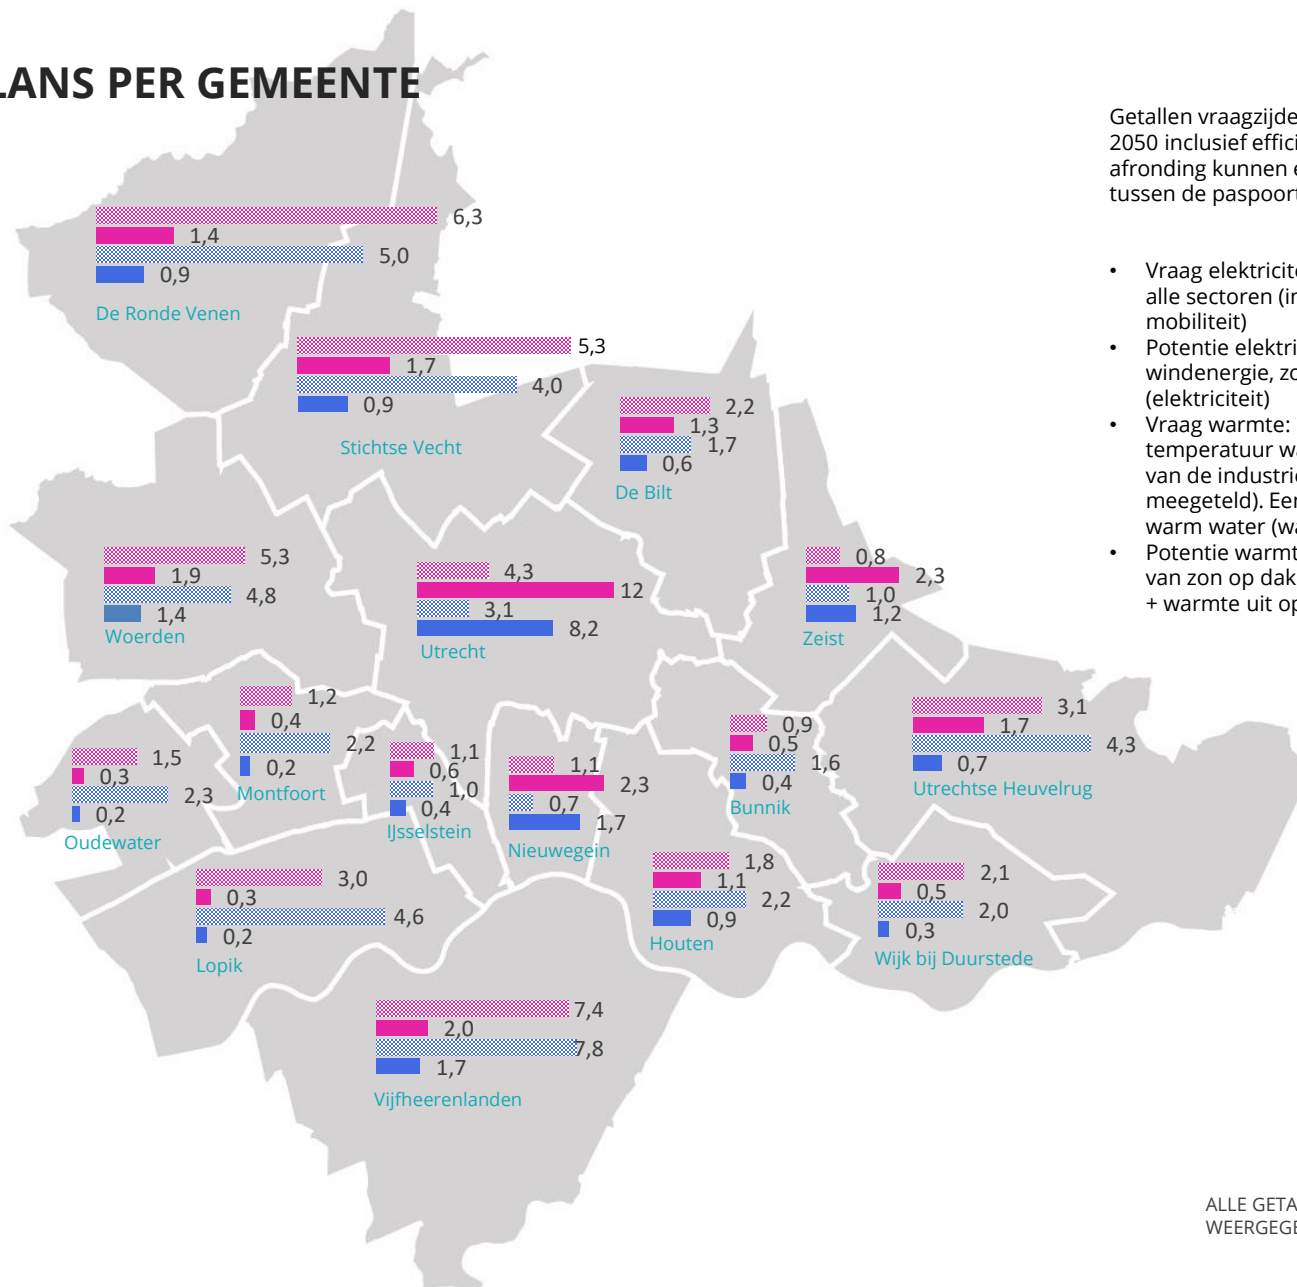 LANS PER GEMEENTE
Getallen vraagzijde
2050 inclusief effici
afronding kunnen e
tussen de paspoort
• Vraag elektricite
alle sectoren (in
mobiliteit)
• Potentie elektri
windenergie, zo
(elektriciteit)
• Vraag warmte:
temperatuur wa
van de industrie
meegeteld). Een
warm water (wa
• Potentie warmt
van zon op dak
+ warmte uit op
6,3
1,4
5,0
0,9
De Ronde Venen
5,3
1,7
4,0
0,9
Stichtse Vecht
2,2
1,3
1,7
0,6
De Bilt
5,3
1,9
4,8
1,4
Woerden
4,3
12
3,1
8,2
Utrecht
0,8
2,3
1,0
1,2
Zeist
1,2
0,4
2,2
0,2
Montfoort
1,5
0,3
2,3
0,2
Oudewater
1,1
0,6
1,0
0,4
IJsselstein
1,1
2,3
0,7
1,7
Nieuwegein
0,9
0,5
1,6
0,4
Bunnik
3,1
1,7
4,3
0,7
Utrechtse Heuvelrug
3,0
0,3
4,6
0,2
Lopik
1,8
1,1
2,2
0,9
Houten
2,1
0,5
2,0
0,3
Wijk bij Duurstede
7,4
2,0
7,8
1,7
Vijfheerenlanden
ALLE GETA
WEERGEGE